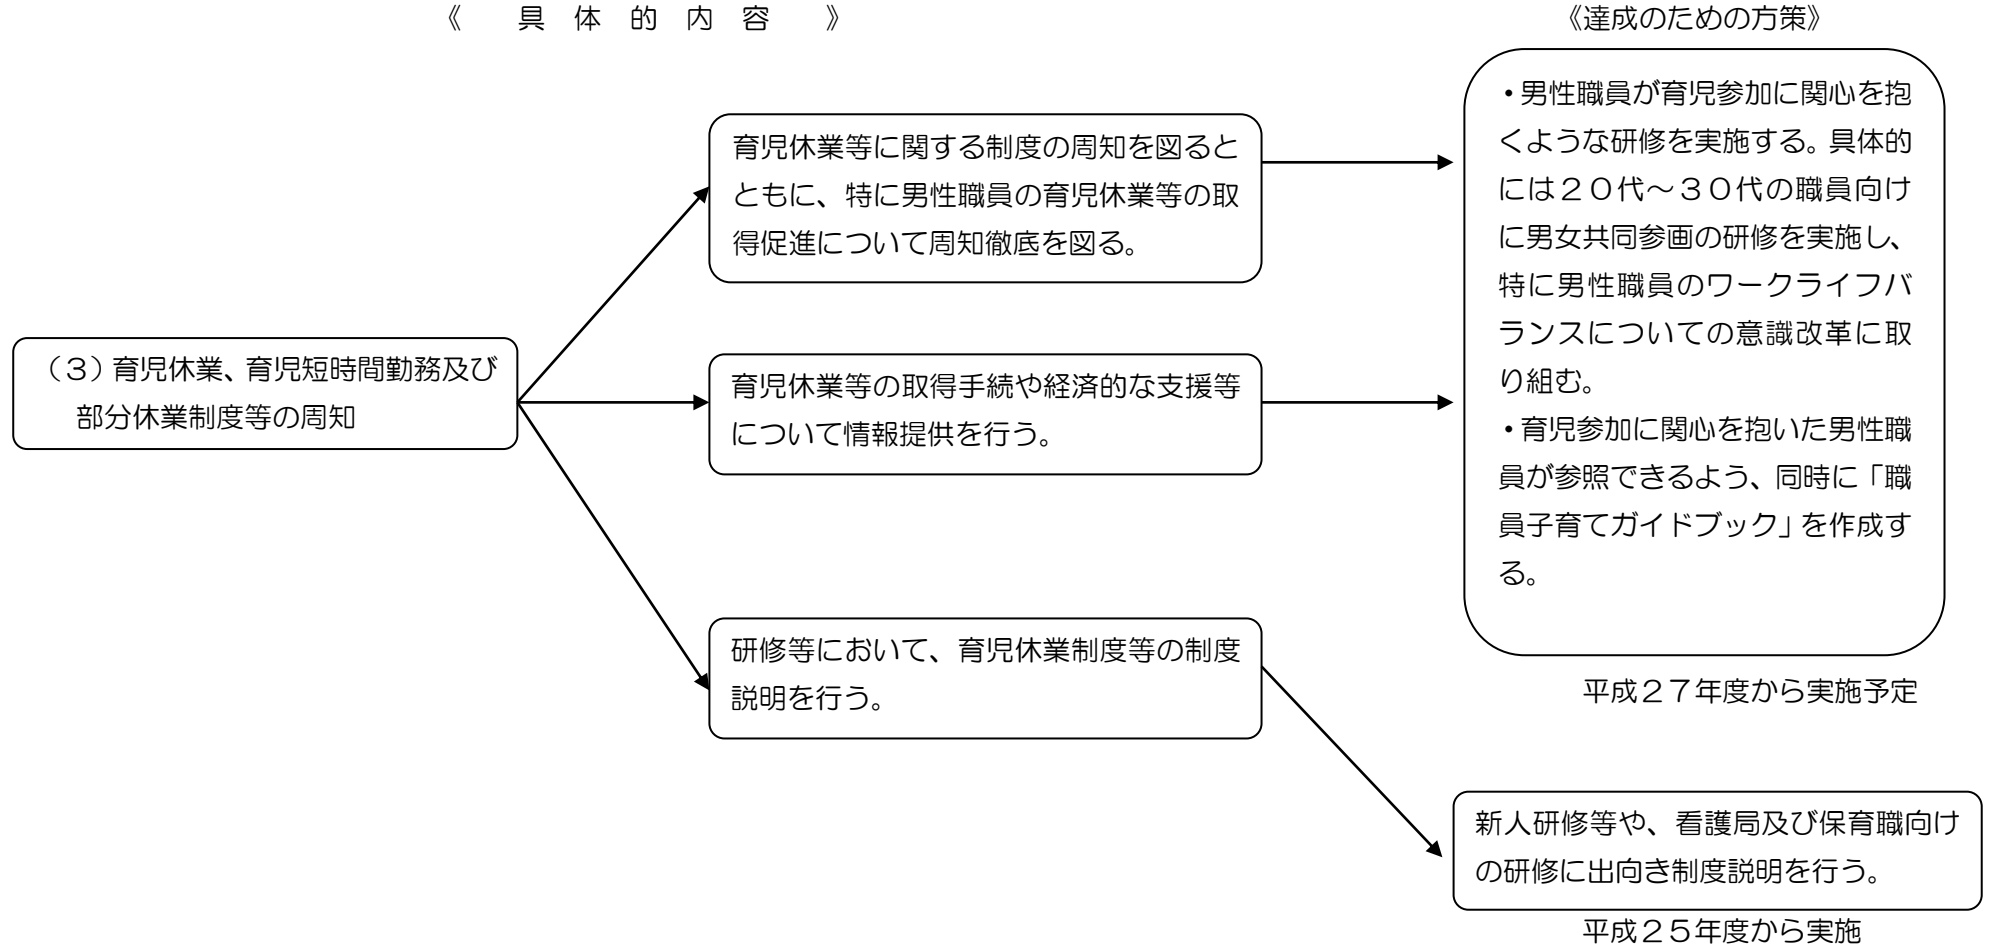 《　具　体　的　内　容　》
《達成のための方策》
（３）育児休業、育児短時間勤務及び
部分休業制度等の周知
育児休業等に関する制度の周知を図ると
ともに、特に男性職員の育児休業等の取
得促進について周知徹底を図る。
育児休業等の取得手続や経済的な支援等
について情報提供を行う。
研修等において、育児休業制度等の制度
説明を行う。
・男性職員が育児参加に関心を抱
くような研修を実施する。具体的
には２０代～３０代の職員向け
に男女共同参画の研修を実施し、
特に男性職員のワークライフバ
ランスについての意識改革に取
り組む。
・育児参加に関心を抱いた男性職
員が参照できるよう、同時に「職
員子育てガイドブック」を作成す
る。
平成２７年度から実施予定
新人研修等や、看護局及び保育職向け
の研修に出向き制度説明を行う。
平成２５年度から実施